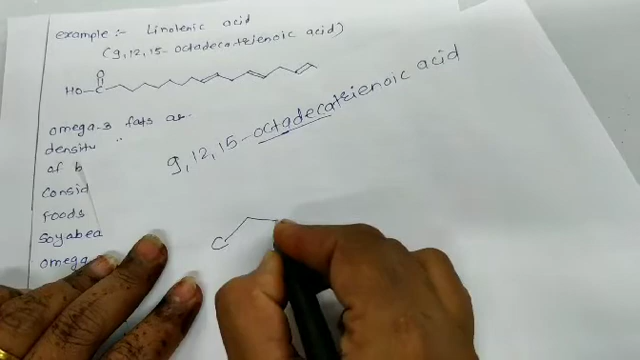 example :- Linolenic acid
(9,12,15-octadecatrienoic acid)
O
HO-C
omega-3 fats ar
density
of b
Consid
Foods
Soyabea
omega
9,12,15-octadecatrienoic acid
C